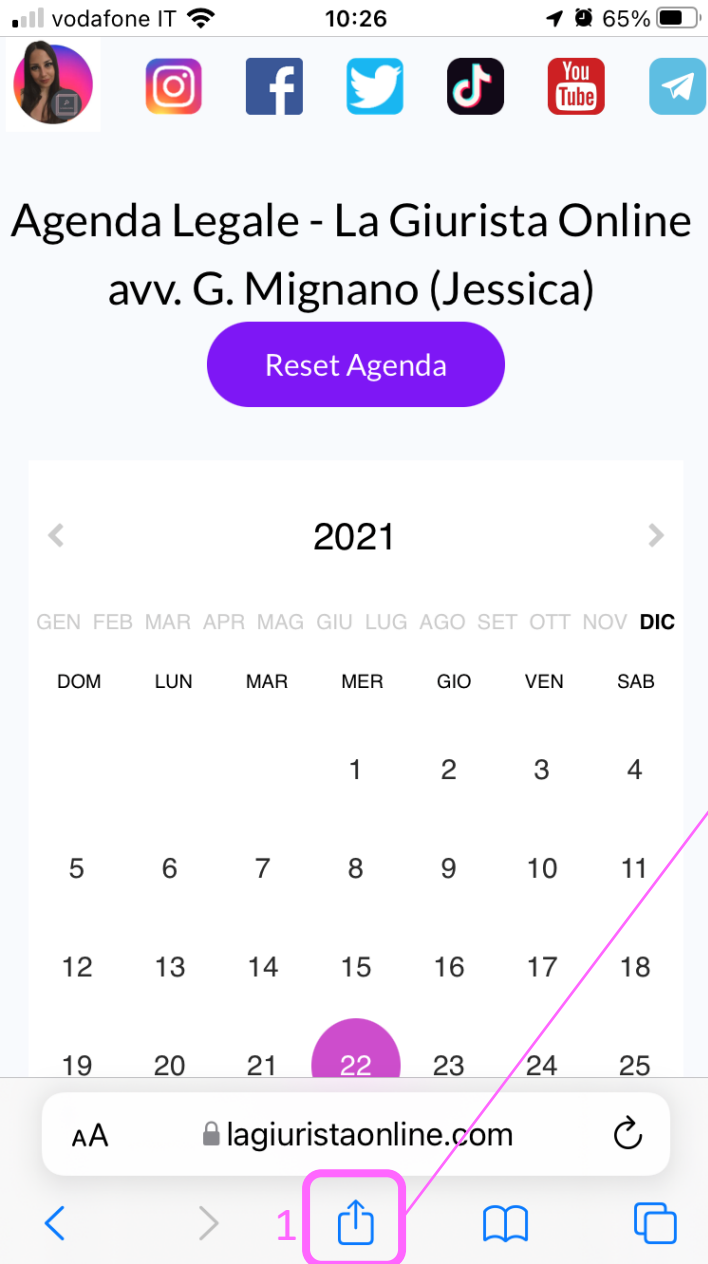 vodafone IT 10:26 65%
You
Tube
Agenda Legale - La Giurista Online
avv. G. Mignano (Jessica)
Reset Agenda
2021
GEN FEB MAR APR MAG GIU LUG AGO SET OTT NOV DIC
DOM LUN MAR MER GIO VEN SAB
1 2 3 4
5 6 7 8 9 10 11
12 13 14 15 16 17 18
19 20 21 22 23 24 25
AA lagiuristaonline.com
1